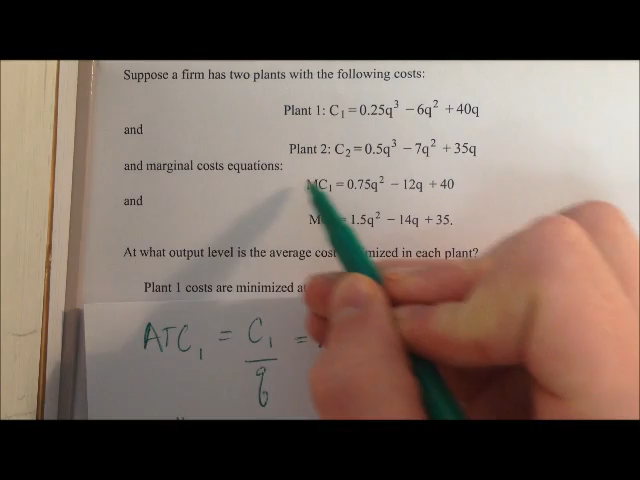 Suppose a firm has two plants with the following costs:
Plant 1: C₁ = 0.25q³ − 6q² + 40q
and
Plant 2: C₂ = 0.5q³ − 7q² + 35q
and marginal costs equations:
MC₁ = 0.75q² − 12q + 40
and
M = 1.5q² − 14q + 35.
At what output level is the average cost in each plant?
Plant 1 costs are minimized
ATC₁ = C₁/q =